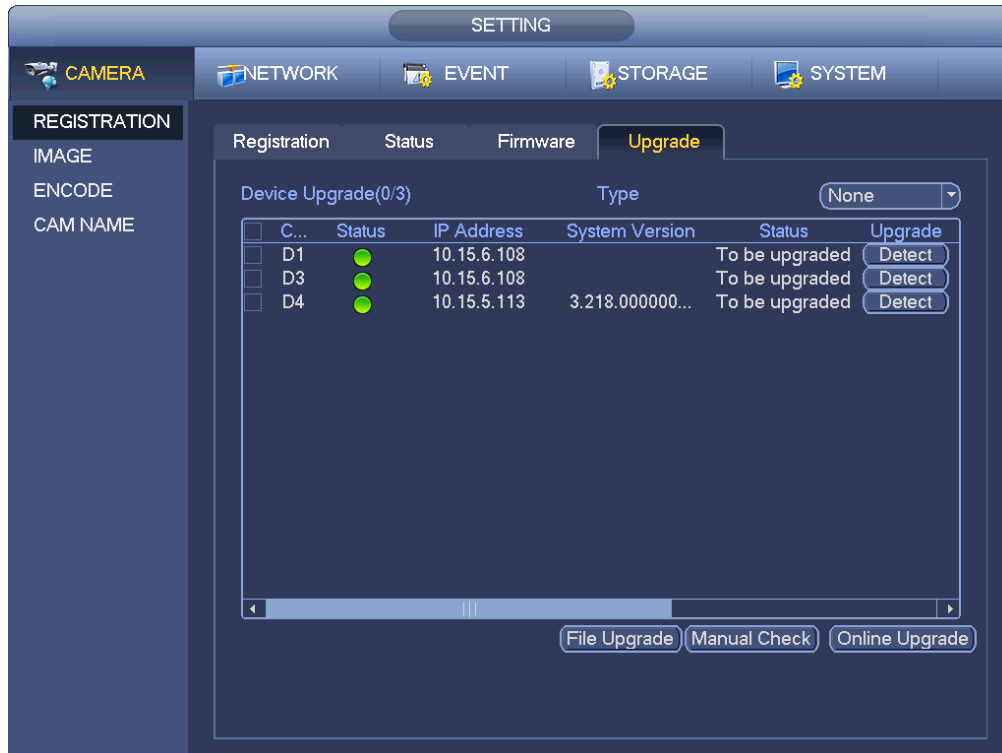 SETTING
CAMERA NETWORK EVENT STORAGE SYSTEM
REGISTRATION
IMAGE
ENCODE
CAM NAME
Registration Status Firmware Upgrade
Device Upgrade(0/3) Type None
C... Status IP Address System Version Status Upgrade
D1 10.15.6.108 To be upgraded Detect
D3 10.15.6.108 To be upgraded Detect
D4 10.15.5.113 3.218.000000... To be upgraded Detect
File Upgrade Manual Check Online Upgrade